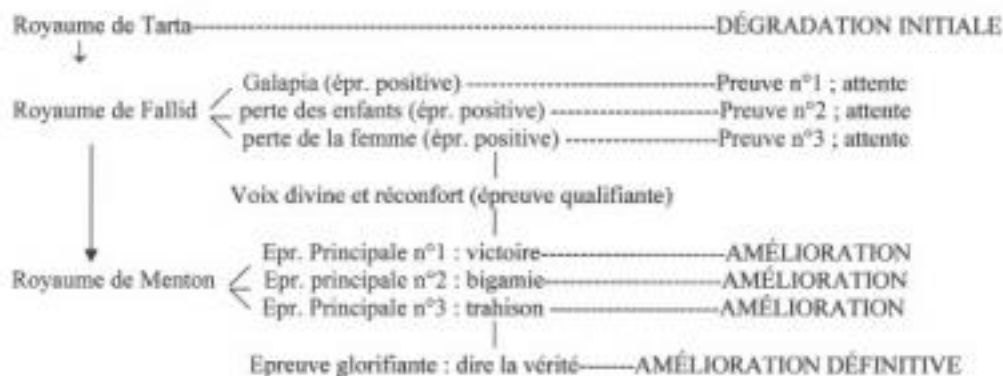 Royaume de Tarta-----DÉGRADATION INITIALE
Galapia (épr. positive) -----Preuve n°1 ; attente
Royaume de Fallid perte des enfants (épr. positive) -----Preuve n°2 ; attente
perte de la femme (épr. positive) -----Preuve n°3 ; attente
Voix divine et réconfort (épreuve qualifiante)
Epr. Principale n°1 : victoire-----AMÉLIORATION
Royaume de Menton Epr. principale n°2 : bigamie-----AMÉLIORATION
Epr. Principale n°3 : trahison -----AMÉLIORATION
Epreuve glorifiante : dire la vérité-----AMÉLIORATION DÉFINITIVE